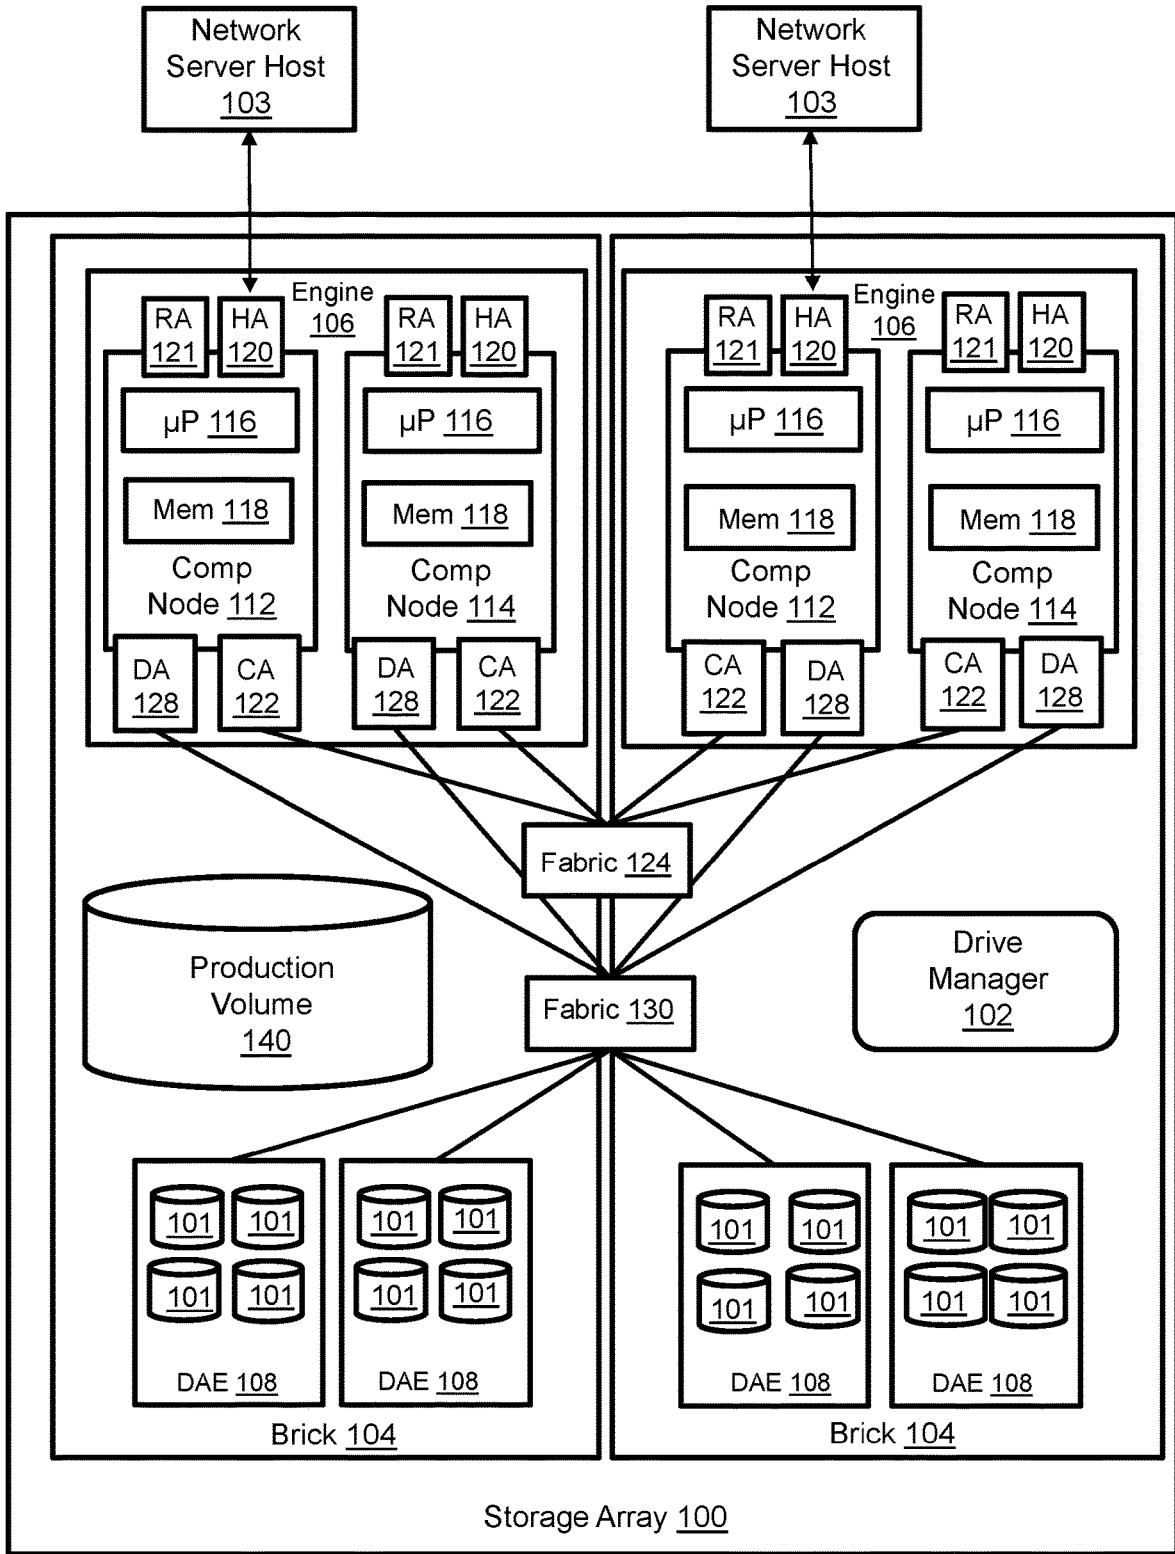 Network
Server Host
103
Network
Server Host
103
Engine
106
RA
121
HA
120
RA
121
HA
120
µP 116
µP 116
Mem 118
Mem 118
Comp
Node 112
Comp
Node 114
DA
128
CA
122
DA
128
CA
122
Engine
106
RA
121
HA
120
RA
121
HA
120
µP 116
µP 116
Mem 118
Mem 118
Comp
Node 112
Comp
Node 114
CA
122
DA
128
CA
122
DA
128
Fabric 124
Production
Volume
140
Fabric 130
Drive
Manager
102
101 101
101 101
DAE 108
101 101
101 101
DAE 108
Brick 104
101 101
101 101
DAE 108
101 101
101 101
DAE 108
Brick 104
Storage Array 100